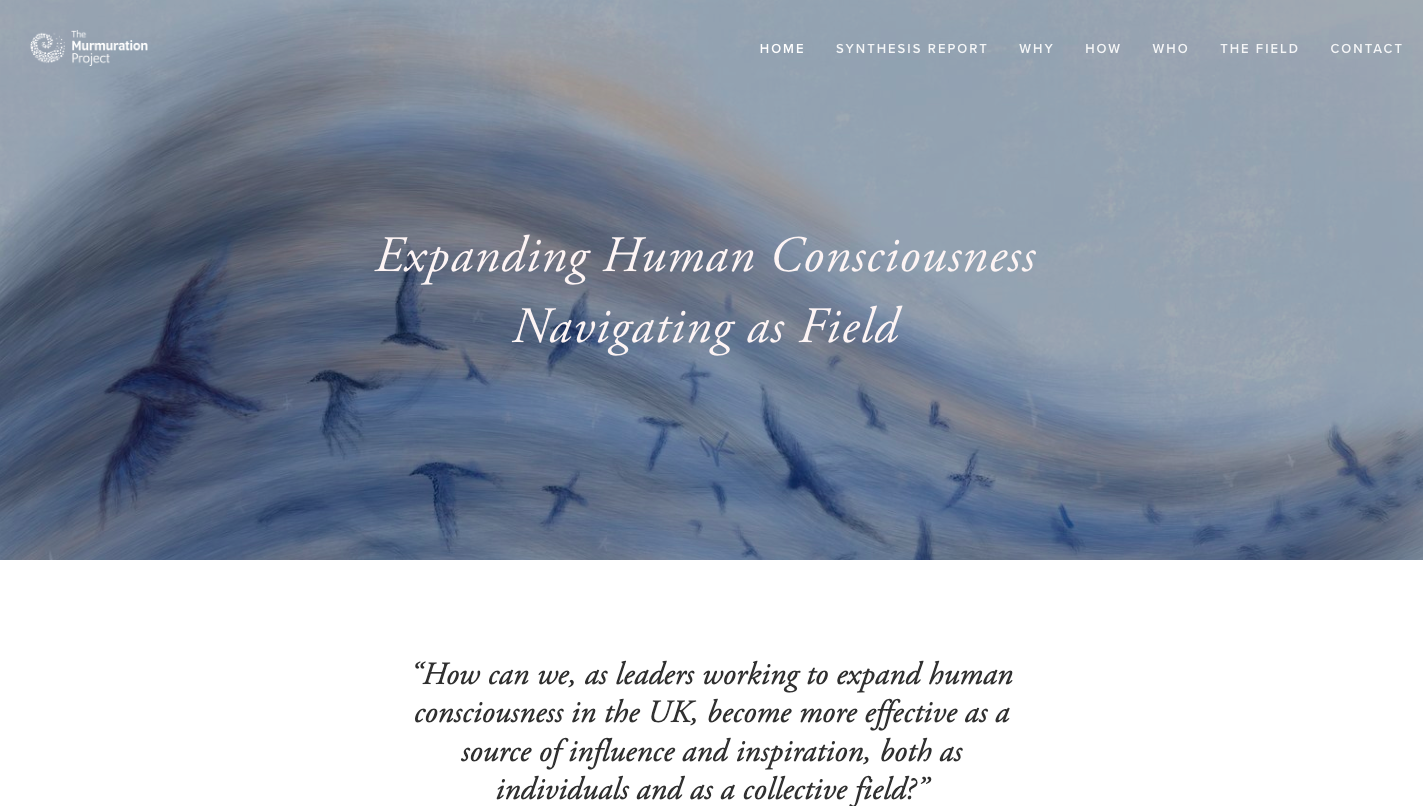 The
Murmuration
Project
HOME SYNTHESIS REPORT WHY HOW WHO THE FIELD CONTACT
Expanding Human Consciousness
Navigating as Field
“How can we, as leaders working to expand human
consciousness in the UK, become more effective as a
source of influence and inspiration, both as
individuals and as a collective field?”